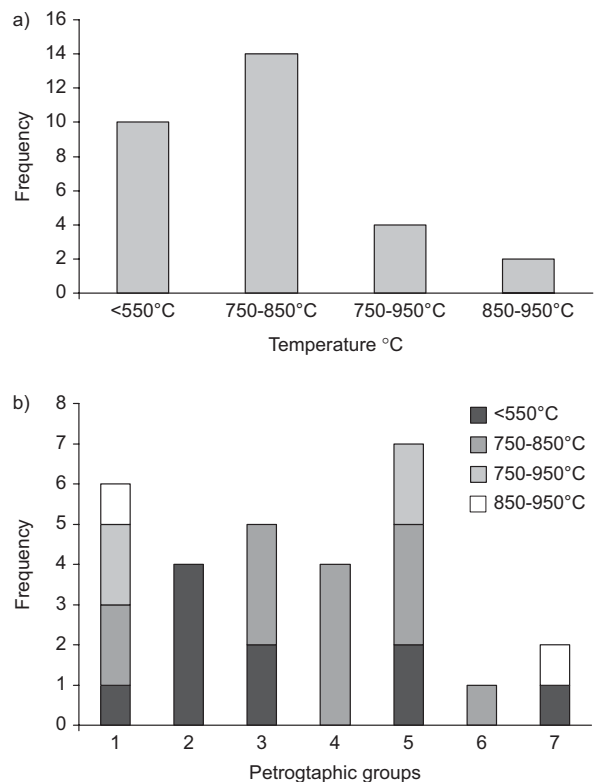 a)
16
14
12
10
8
6
4
2
0
Frequency
<550°C 750-850°C 750-950°C 850-950°C
Temperature °C
b)
8
7
6
5
4
3
2
1
0
Frequency
<550°C
750-850°C
750-950°C
850-950°C
1 2 3 4 5 6 7
Petrogtaphic groups